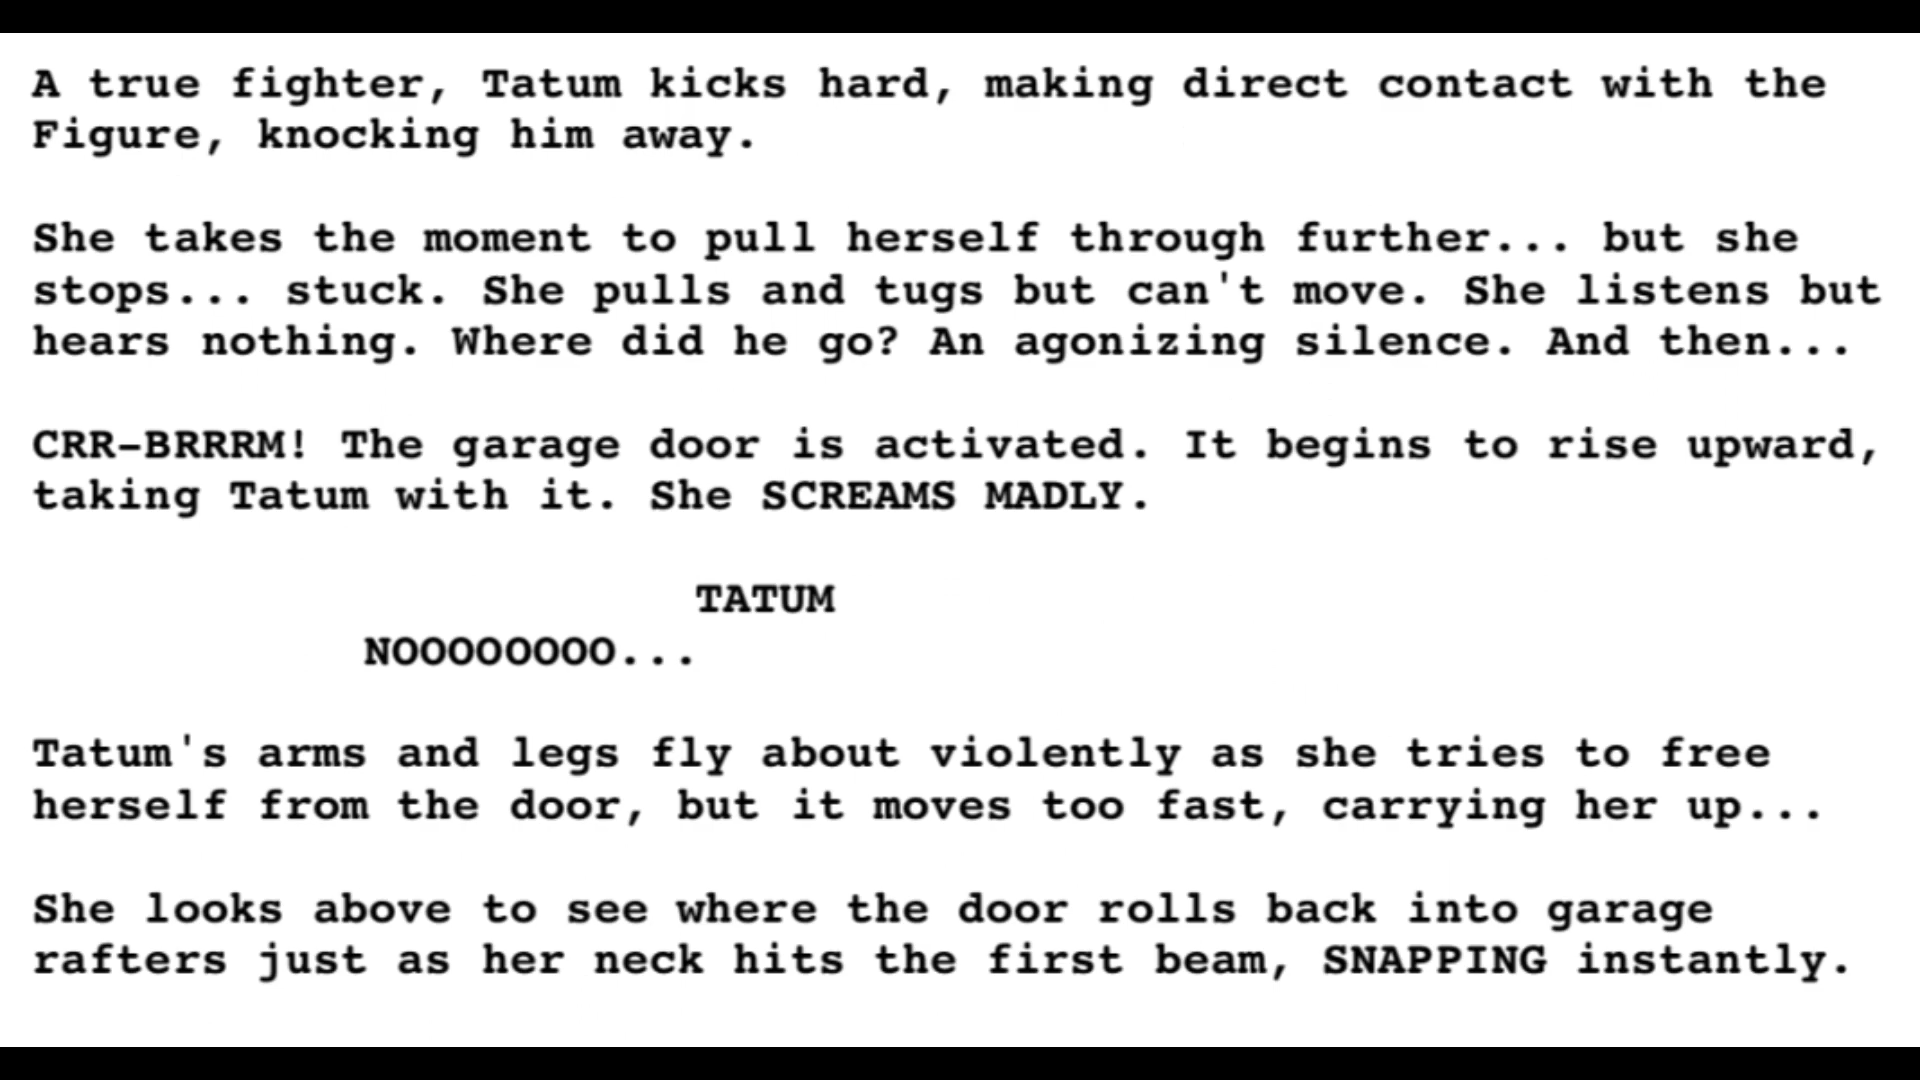 A true fighter, Tatum kicks hard, making direct contact with the
Figure, knocking him away.
She takes the moment to pull herself through further... but she
stops... stuck. She pulls and tugs but can't move. She listens but
hears nothing. Where did he go? An agonizing silence. And then...
CRR-BRRRM! The garage door is activated. It begins to rise upward,
taking Tatum with it. She SCREAMS MADLY.
TATUM
NOOOOOOOO...
Tatum's arms and legs fly about violently as she tries to free
herself from the door, but it moves too fast, carrying her up...
She looks above to see where the door rolls back into garage
rafters just as her neck hits the first beam, SNAPPING instantly.